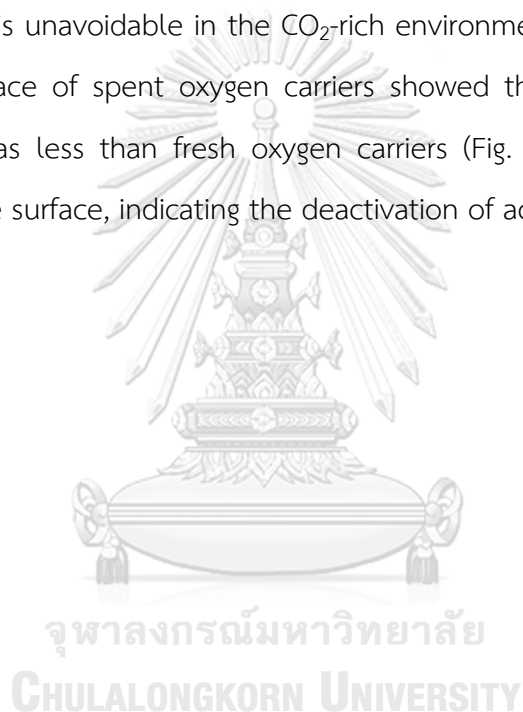 s unavoidable in the CO₂-rich environme
ace of spent oxygen carriers showed th
as less than fresh oxygen carriers (Fig.
e surface, indicating the deactivation of ac
จุฬาลงกรณ์มหาวิทยาลัย
CHULALONGKORN UNIVERSITY